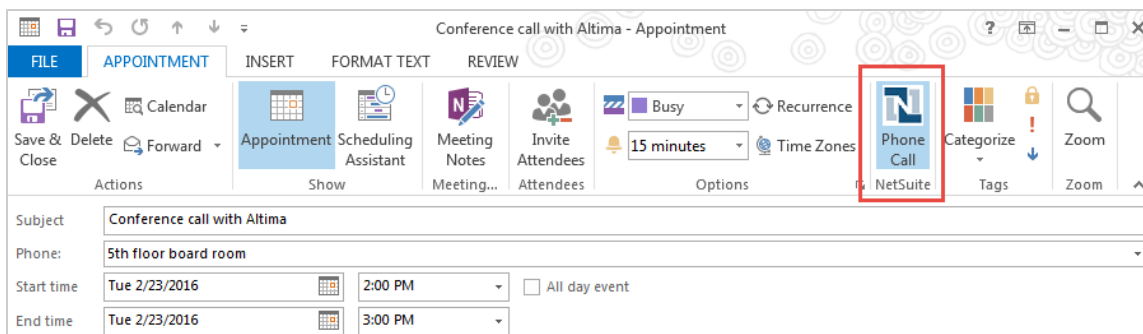 Conference call with Altima - Appointment
?
FILE APPOINTMENT INSERT FORMAT TEXT REVIEW
Save & Close
Delete
Calendar
Forward
Actions
Appointment
Scheduling Assistant
Show
N
Meeting Notes
Meeting...
Invite Attendees
Attendees
Busy
Recurrence
15 minutes
Time Zones
Options
N
Phone Call
NetSuite
Categorize
!
Tags
Zoom
Zoom
Subject Conference call with Altima
Phone: 5th floor board room
Start time Tue 2/23/2016 2:00 PM All day event
End time Tue 2/23/2016 3:00 PM